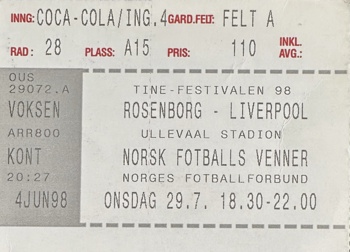 INNG: COCA-COLA/ING.4 GARD.FELT: FELT A
RAD: 28 PLASS: A15 PRIS: 110 INKL. AVG.:
OUS
29072.A TINE-FESTIVALEN 98
VOKSEN ROSENBORG - LIVERPOOL
ARR800 ULLEVAAL STADION
KONT NORSK FOTBALLS VENNER
20:27 NORGES FOTBALLFORBUND
4JUN98 ONSDAG 29.7. 18.30-22.00